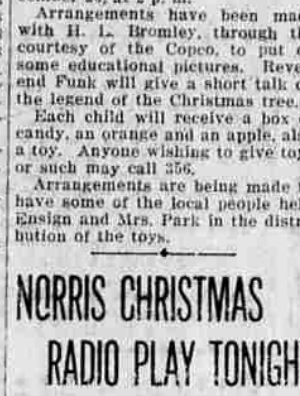 Arrangements have been mad
with H. L. Bromley, through th
courtesy of the Copco, to put o
some educational pictures. Reve
end Funk will give a short talk o
the legend of the Christmas tree.
Each child will receive a box o
candy, an orange and an apple, als
a toy. Anyone wishing to give toy
or such may call 256.
Arrangements are being made
have some of the local people hel
Ensign and Mrs. Park in the distri
bution of the toys.
NORRIS CHRISTMAS
RADIO PLAY TONIGH